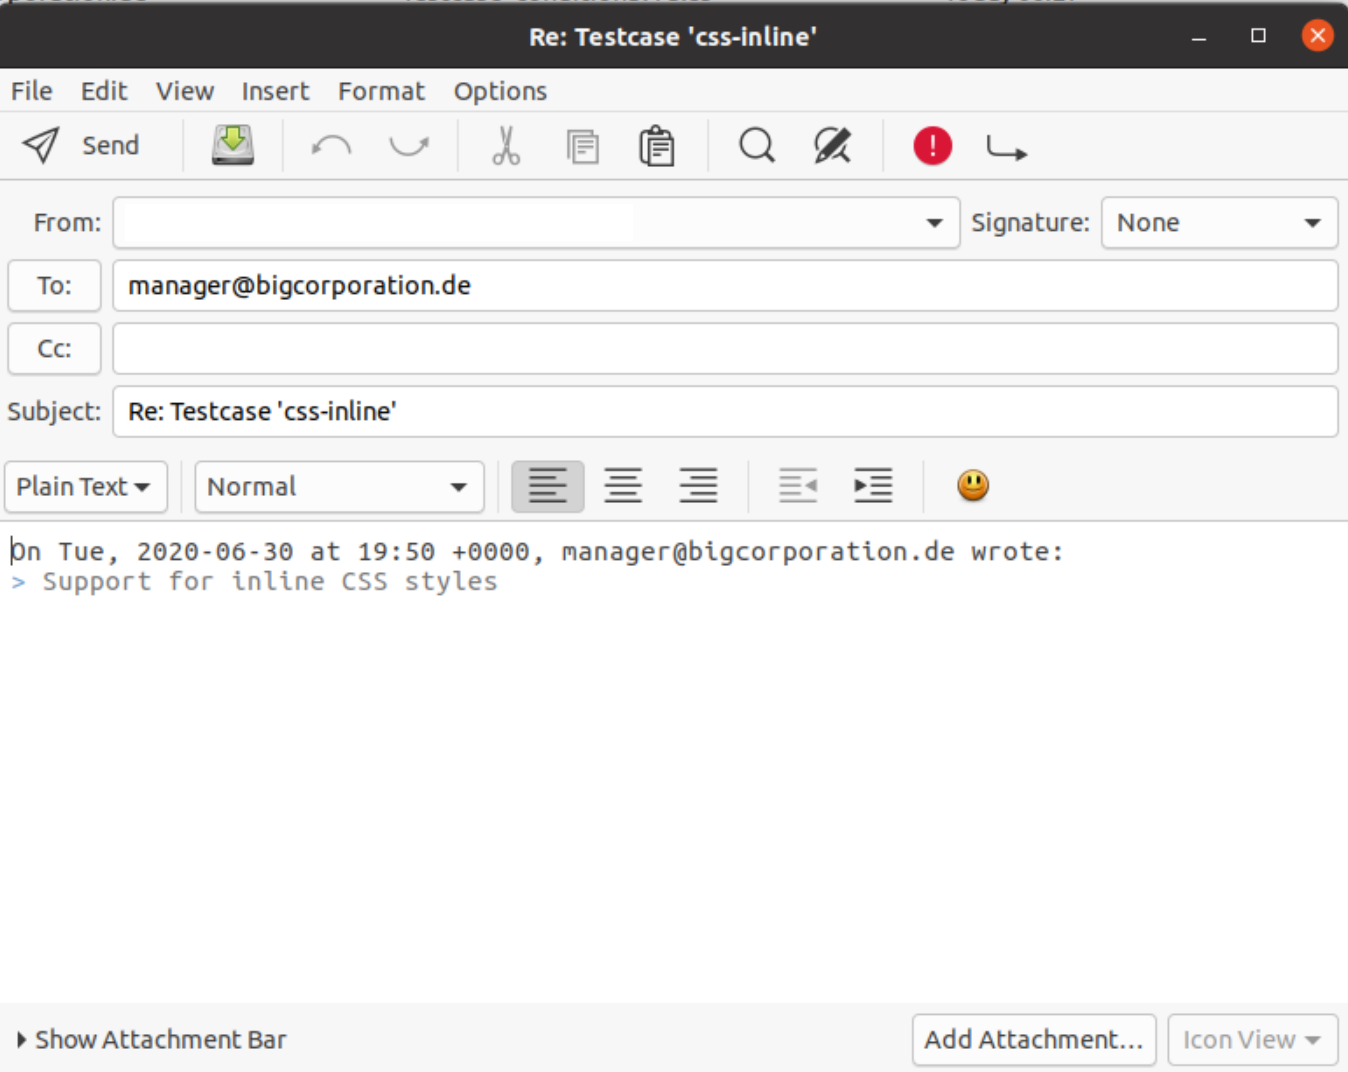 Re: Testcase 'css-inline'
File Edit View Insert Format Options
Send
From: Signature: None
To: manager@bigcorporation.de
Cc:
Subject: Re: Testcase 'css-inline'
Plain Text Normal
On Tue, 2020-06-30 at 19:50 +0000, manager@bigcorporation.de wrote:
> Support for inline CSS styles
Show Attachment Bar Add Attachment... Icon View